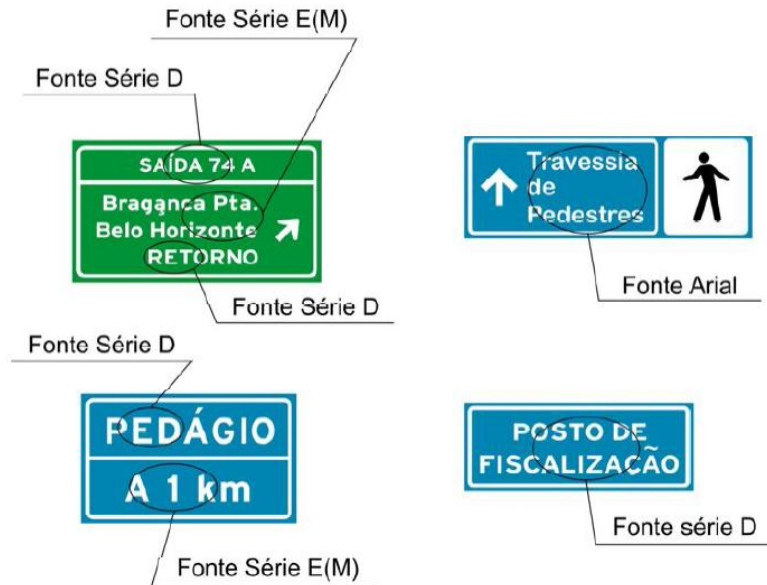 Fonte Série E(M)
Fonte Série D
SAÍDA 74 A
Bragança Pta.
Belo Horizonte
RETORNO
Fonte Série D
Travessia
de
Pedestres
Fonte Arial
Fonte Série D
PEDÁGIO
A 1 km
Fonte Série E(M)
POSTO DE
FISCALIZAÇÃO
Fonte série D